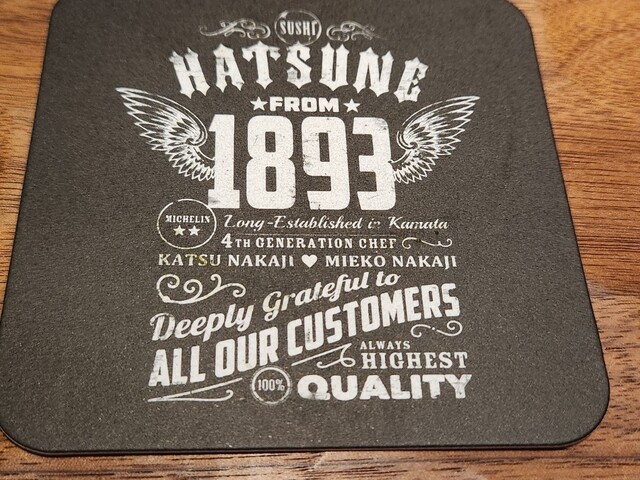 SUSHI
HATSUNE
★FROM★
1893
MICHELIN
★★
Long-Established in Kamata
4TH GENERATION CHEF
KATSU NAKAJI ♥ MIEKO NAKAJI
Deeply Grateful to
ALL OUR CUSTOMERS
ALWAYS
HIGHEST
100% QUALITY